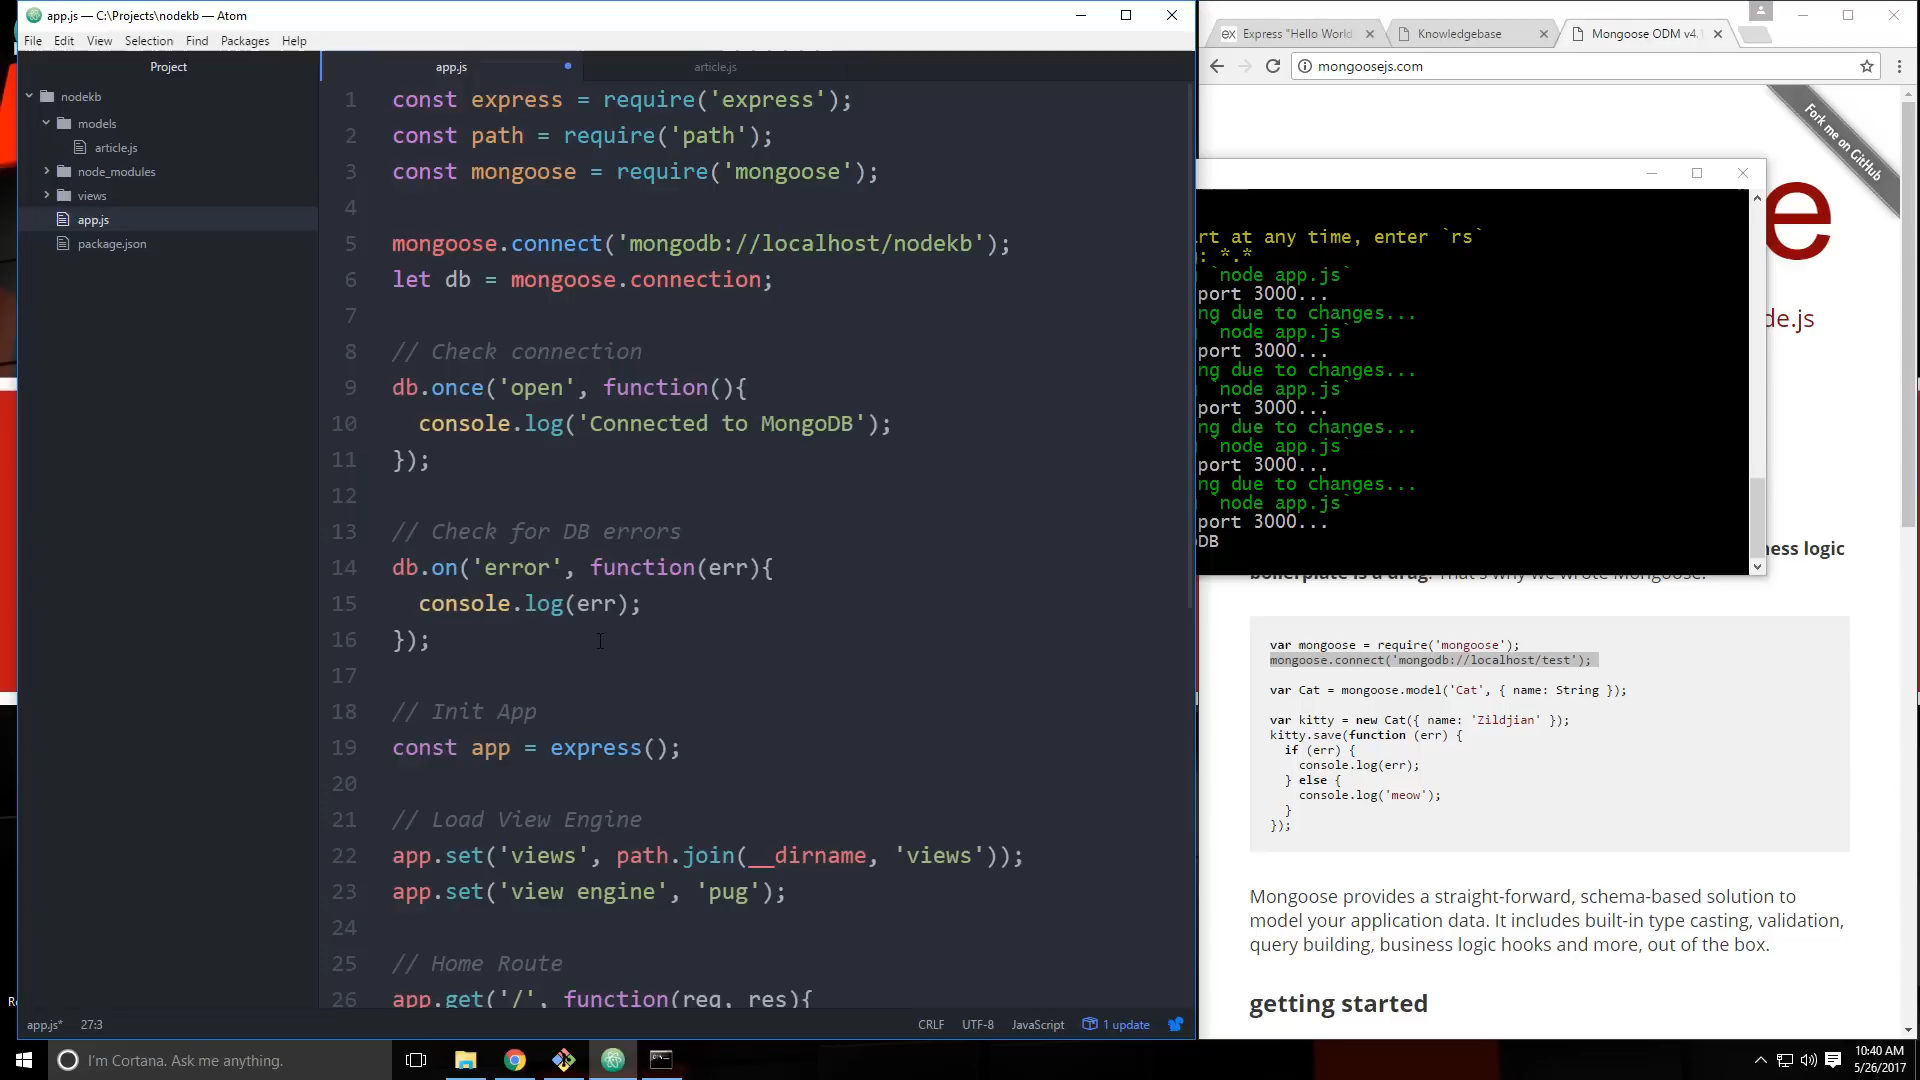 app.js — C:\Projects\nodekb — Atom
File Edit View Selection Find Packages Help
Project
nodekb
models
article.js
node_modules
views
app.js
package.json
app.js article.js
1 const express = require('express');
2 const path = require('path');
3 const mongoose = require('mongoose');
4
5 mongoose.connect('mongodb://localhost/nodekb');
6 let db = mongoose.connection;
7
8 // Check connection
9 db.once('open', function(){
10 console.log('Connected to MongoDB');
11 });
12
13 // Check for DB errors
14 db.on('error', function(err){
15 console.log(err);
16 });
17
18 // Init App
19 const app = express();
20
21 // Load View Engine
22 app.set('views', path.join(__dirname, 'views'));
23 app.set('view engine', 'pug');
24
25 // Home Route
26 app.get('/', function(req, res){
app.js* 27:3 CRLF UTF-8 JavaScript 1 update
Express "Hello World Knowledgebase Mongoose ODM v4.
mongoosejs.com
Fork me on GitHub
e
de.js
rt at any time, enter `rs`
: *.*
`node app.js`
port 3000...
ng due to changes...
`node app.js`
port 3000...
ng due to changes...
`node app.js`
port 3000...
ng due to changes...
`node app.js`
port 3000...
ng due to changes...
`node app.js`
port 3000...
DB
ness logic
boilerplate is a drag. That's why we wrote Mongoose.
var mongoose = require('mongoose');
mongoose.connect('mongodb://localhost/test');
var Cat = mongoose.model('Cat', { name: String });
var kitty = new Cat({ name: 'Zildjian' });
kitty.save(function (err) {
if (err) {
console.log(err);
} else {
console.log('meow');
}
});
Mongoose provides a straight-forward, schema-based solution to
model your application data. It includes built-in type casting, validation,
query building, business logic hooks and more, out of the box.
getting started
I'm Cortana. Ask me anything.
10:40 AM
5/26/2017